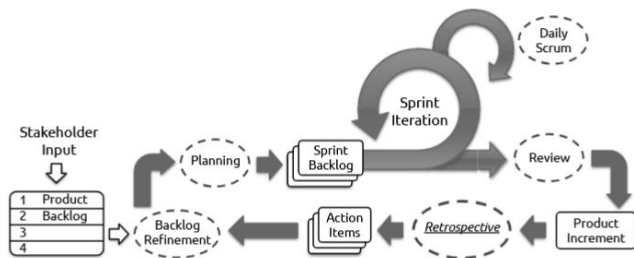 Daily
Scrum
Sprint
Iteration
Stakeholder
Input
Planning
Sprint
Backlog
Review
1 Product
2 Backlog
3
4
Backlog
Refinement
Action
Items
Retrospective
Product
Increment